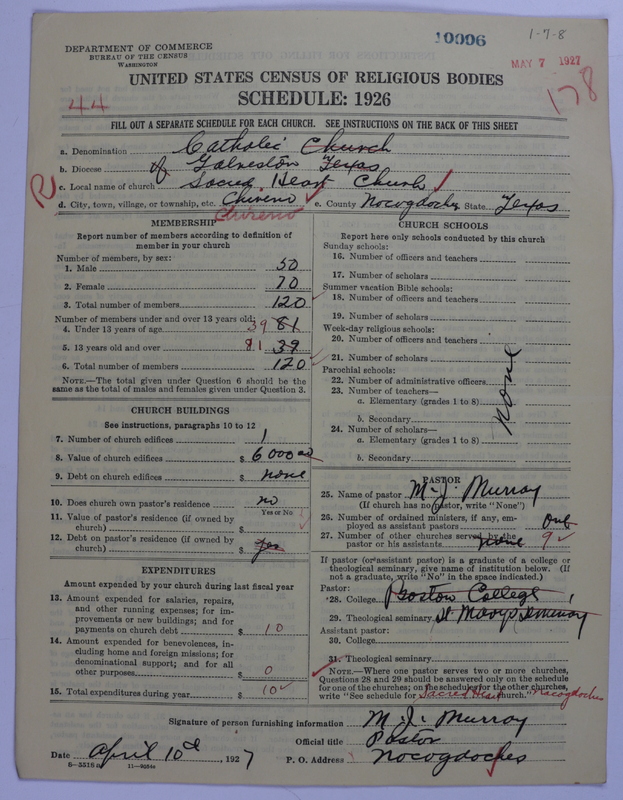 10996
1-7-8
DEPARTMENT OF COMMERCE
BUREAU OF THE CENSUS
WASHINGTON
MAY 7 1927
UNITED STATES CENSUS OF RELIGIOUS BODIES
44
SCHEDULE: 1926
178
FILL OUT A SEPARATE SCHEDULE FOR EACH CHURCH. SEE INSTRUCTIONS ON THE BACK OF THIS SHEET
a. Denomination Catholic Church
b. Diocese of Galveston Texas
c. Local name of church Sacred Heart Church
R
d. City, town, village, or township, etc. Chireno e. County Nocogdoches State Texas
Chireno
MEMBERSHIP
Report number of members according to definition of
member in your church
Number of members, by sex:
1. Male 50
2. Female 70
3. Total number of members 120
Number of members under and over 13 years old:
4. Under 13 years of age 39 81
5. 13 years old and over 81 39
6. Total number of members 120
NOTE.—The total given under Question 6 should be the
same as the total of males and females given under Question 3.
CHURCH BUILDINGS
See instructions, paragraphs 10 to 12
7. Number of church edifices 1
8. Value of church edifices $ 6000 00
9. Debt on church edifices $ none
10. Does church own pastor's residence no
Yes or No
11. Value of pastor's residence (if owned by
church) $
12. Debt on pastor's residence (if owned by
church) $ yes
EXPENDITURES
Amount expended by your church during last fiscal year
13. Amount expended for salaries, repairs,
and other running expenses; for im-
provements or new buildings; and for
payments on church debt $ 10
14. Amount expended for benevolences, in-
cluding home and foreign missions; for
denominational support; and for all
other purposes $ 0
15. Total expenditures during year $ 10
CHURCH SCHOOLS
Report here only schools conducted by this church
Sunday schools:
16. Number of officers and teachers
17. Number of scholars
Summer vacation Bible schools:
18. Number of officers and teachers
19. Number of scholars
Week-day religious schools:
20. Number of officers and teachers
21. Number of scholars
Parochial schools:
22. Number of administrative officers
23. Number of teachers—
a. Elementary (grades 1 to 8)
b. Secondary
24. Number of scholars—
a. Elementary (grades 1 to 8)
b. Secondary
none
PASTOR
25. Name of pastor M. J. Murray
(If church has no pastor, write "None")
26. Number of ordained ministers, if any, em-
ployed as assistant pastors one
27. Number of other churches served by the
pastor or his assistants none 9
If pastor (or assistant pastor) is a graduate of a college or
theological seminary, give name of institution below. (If
not a graduate, write "No" in the space indicated.)
Pastor:
28. College Boston College
29. Theological seminary St Marys Seminary
Assistant pastor:
30. College
31. Theological seminary
NOTE.—Where one pastor serves two or more churches,
Questions 28 and 29 should be answered only on the schedule
for one of the churches; on the schedules for the other churches,
write "See schedule for Sacred Heart church." Nacogdoches
Signature of person furnishing information M. J. Murray
Official title Pastor
Date April 10th, 1927 P. O. Address Nocogdoches